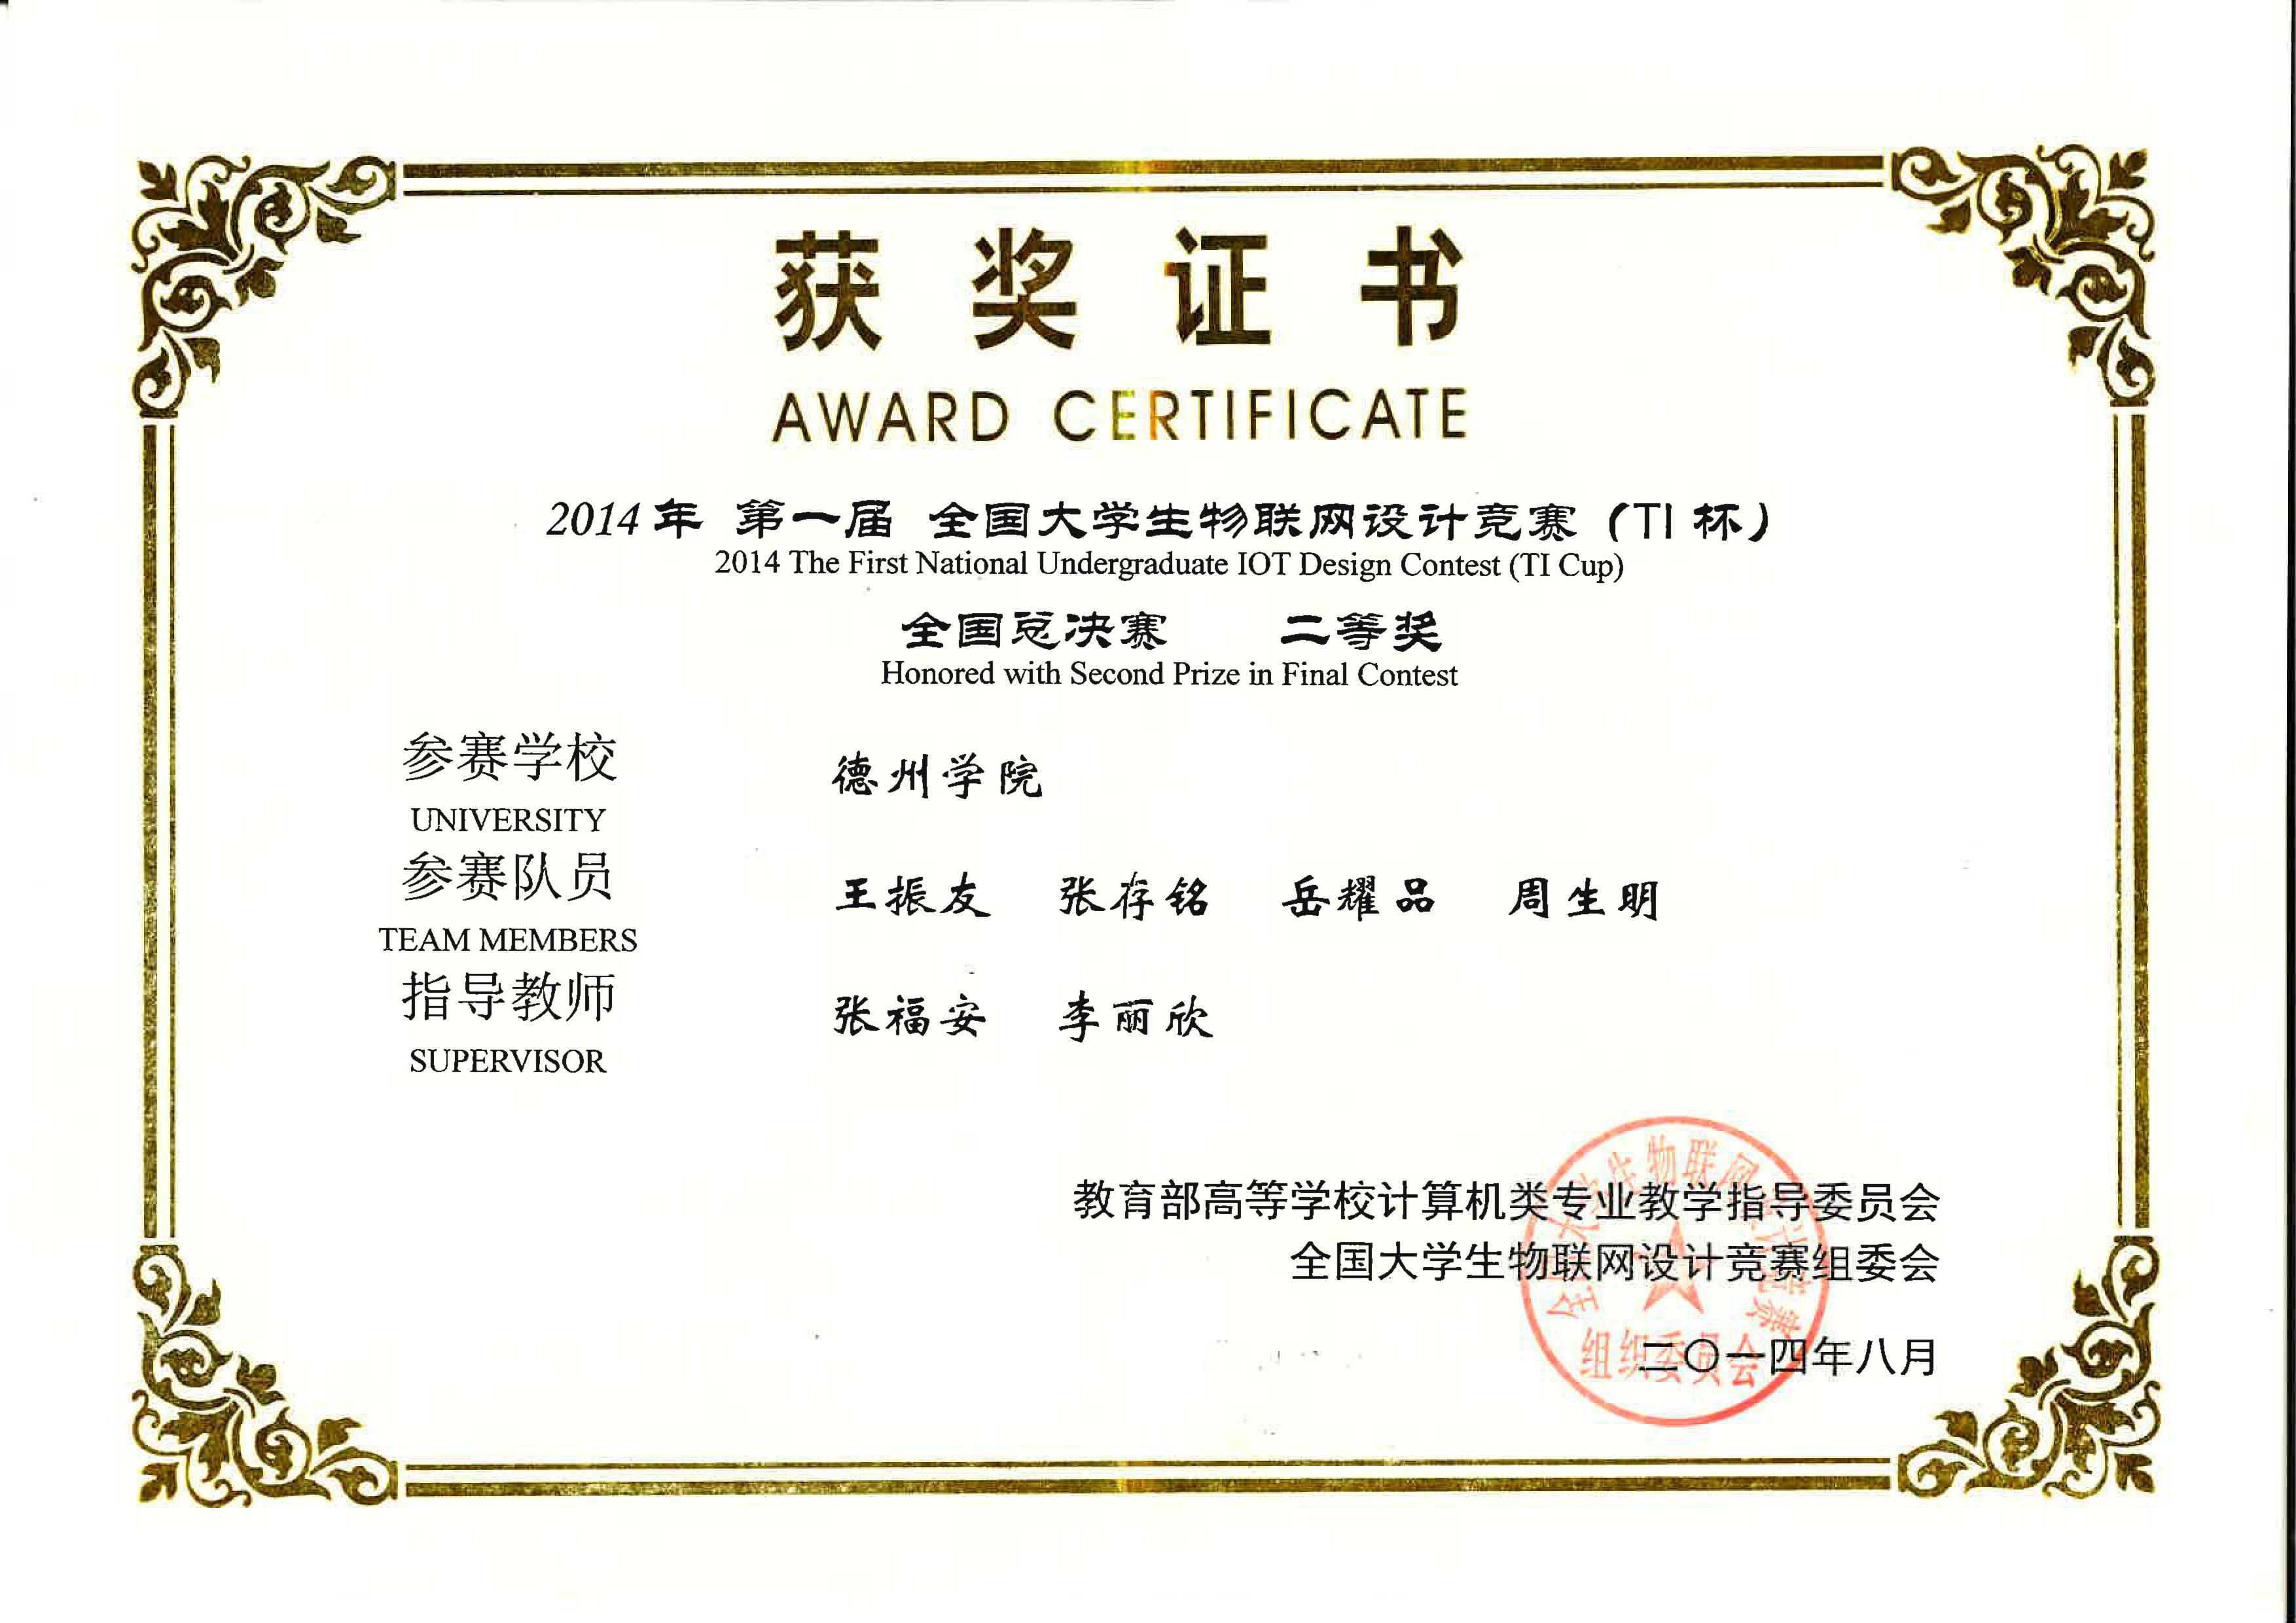 获奖证书
AWARD CERTIFICATE
2014年 第一届 全国大学生物联网设计竞赛（TI 杯）
2014 The First National Undergraduate IOT Design Contest (TI Cup)
全国总决赛 二等奖
Honored with Second Prize in Final Contest
参赛学校 德州学院
UNIVERSITY
参赛队员 王振友 张存铭 岳耀品 周生明
TEAM MEMBERS
指导教师 张福安 李丽欣
SUPERVISOR
教育部高等学校计算机类专业教学指导委员会
全国大学生物联网设计竞赛组委会
二〇一四年八月
全国大学生物联网设计竞赛
组织委员会